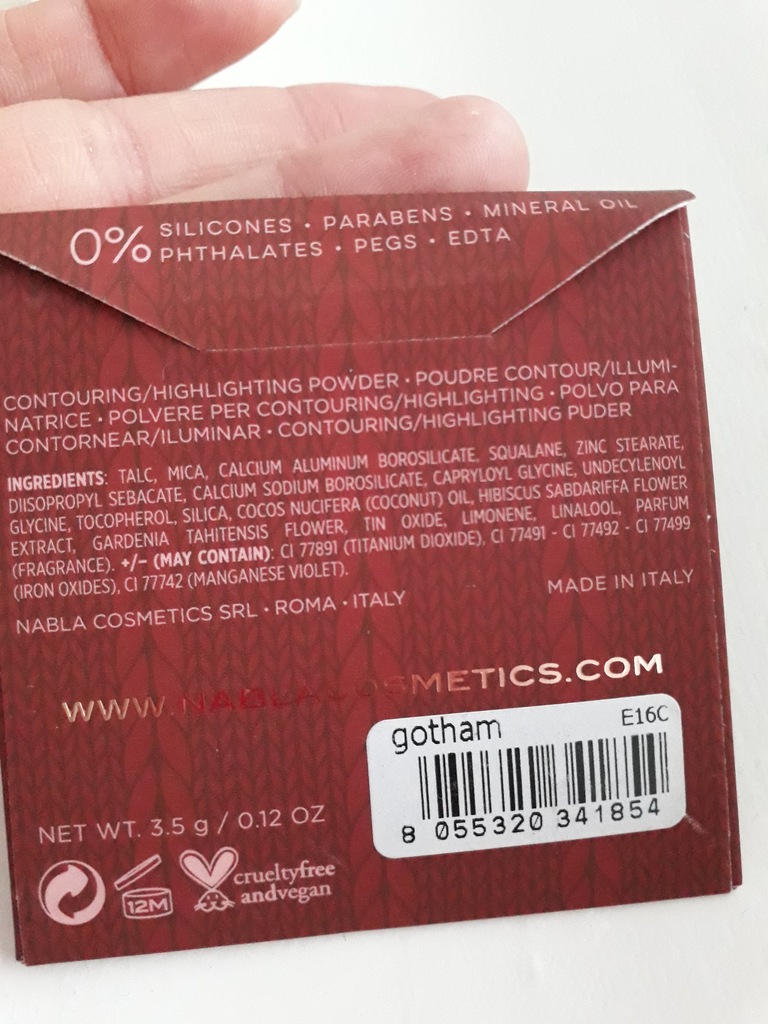 0% SILICONES • PARABENS • MINERAL OIL
PHTHALATES • PEGS • EDTA
CONTOURING/HIGHLIGHTING POWDER • POUDRE CONTOUR/ILLUMI-
NATRICE • POLVERE PER CONTOURING/HIGHLIGHTING • POLVO PARA
CONTORNEAR/ILUMINAR • CONTOURING/HIGHLIGHTING PUDER
INGREDIENTS: TALC, MICA, CALCIUM ALUMINUM BOROSILICATE, SQUALANE, ZINC STEARATE,
DIISOPROPYL SEBACATE, CALCIUM SODIUM BOROSILICATE, CAPRYLOYL GLYCINE, UNDECYLENOYL
GLYCINE, TOCOPHEROL, SILICA, COCOS NUCIFERA (COCONUT) OIL, HIBISCUS SABDARIFFA FLOWER
EXTRACT, GARDENIA TAHITENSIS FLOWER, TIN OXIDE, LIMONENE, LINALOOL, PARFUM
(FRAGRANCE). +/- (MAY CONTAIN): CI 77891 (TITANIUM DIOXIDE), CI 77491 - CI 77492 - CI 77499
(IRON OXIDES), CI 77742 (MANGANESE VIOLET).
NABLA COSMETICS SRL • ROMA • ITALY
MADE IN ITALY
WWW.NABLACOSMETICS.COM
gotham E16C
8 055320 341854
NET WT. 3.5 g / 0.12 OZ
12M
crueltyfree
andvegan